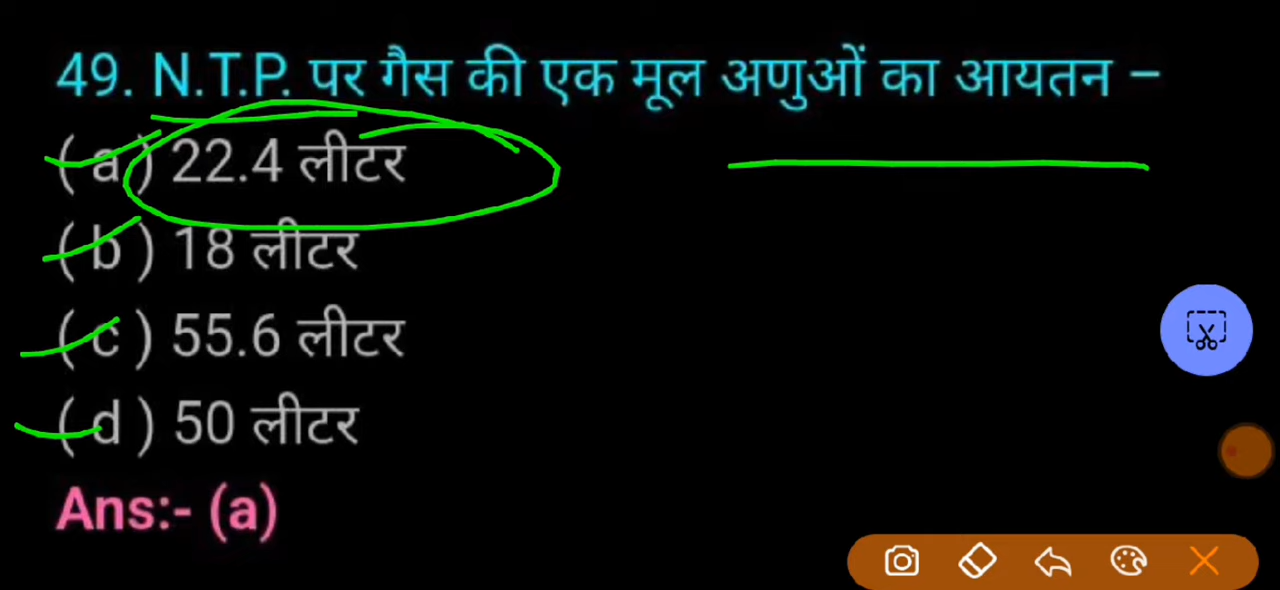 49. N.T.P. पर गैस की एक मूल अणुओं का आयतन –
(a) 22.4 लीटर
(b) 18 लीटर
(c) 55.6 लीटर
(d) 50 लीटर
Ans:- (a)